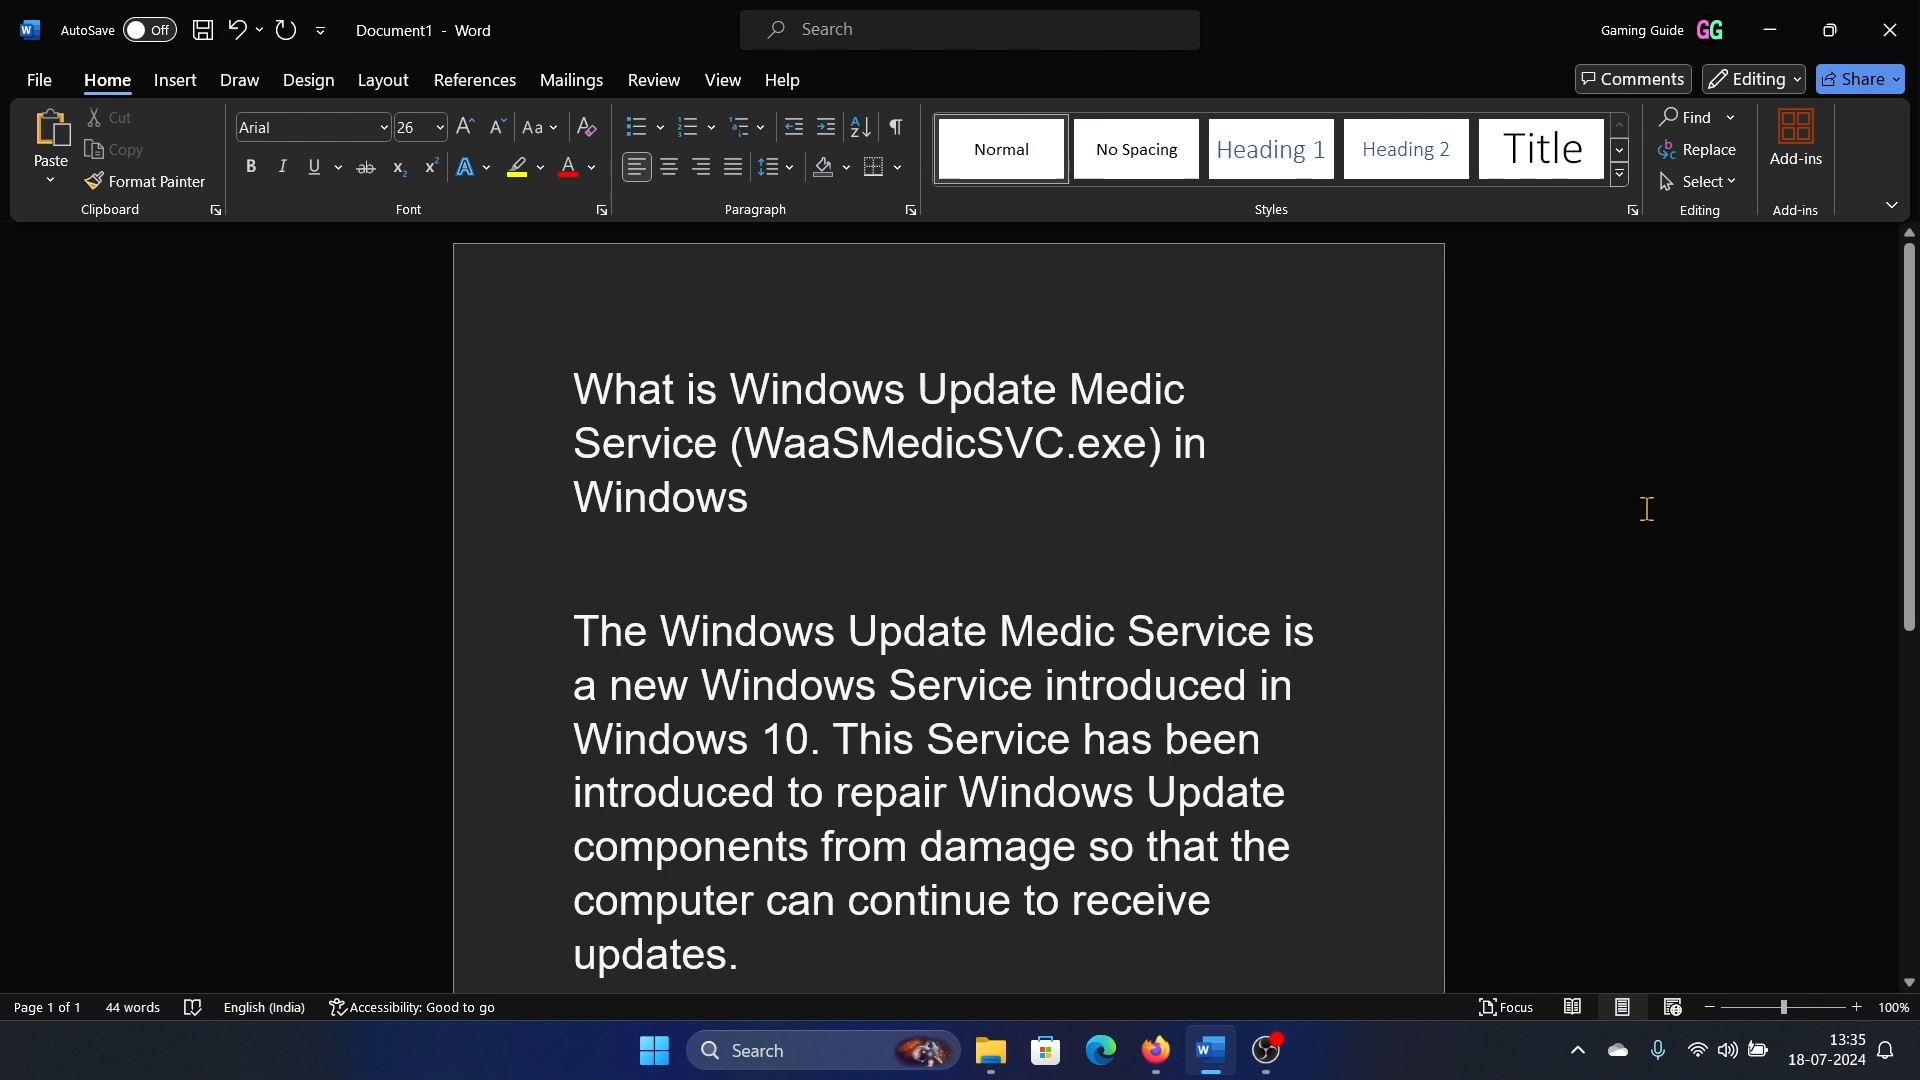 AutoSave Off Document1 - Word Search Gaming Guide GG
File Home Insert Draw Design Layout References Mailings Review View Help Comments Editing Share
Paste Cut Copy Format Painter
Arial 26 Aa
Normal No Spacing Heading 1 Heading 2 Title
Find Replace Select Add-ins
Clipboard Font Paragraph Styles Editing Add-ins
What is Windows Update Medic
Service (WaaSMedicSVC.exe) in
Windows
The Windows Update Medic Service is
a new Windows Service introduced in
Windows 10. This Service has been
introduced to repair Windows Update
components from damage so that the
computer can continue to receive
updates.
Page 1 of 1 44 words English (India) Accessibility: Good to go Focus 100%
Search 13:35
18-07-2024